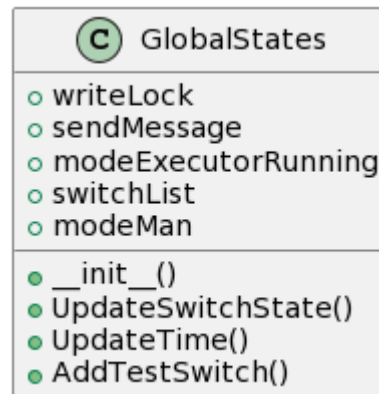 C GlobalStates
writeLock
sendMessage
modeExecutorRunning
switchList
modeMan
__init__()
UpdateSwitchState()
UpdateTime()
AddTestSwitch()